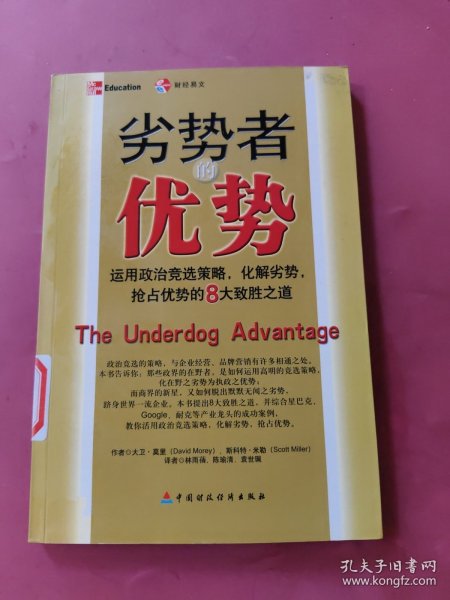 Education
财经易文
劣势者
的
优势
运用政治竞选策略，化解劣势，
抢占优势的8大致胜之道
The Underdog Advantage
政治竞选的策略，与企业经营、品牌营销有许多相通之处。
本书告诉你，那些政界的在野者，是如何运用高明的竞选策略，
化在野之劣势为执政之优势；
而商界的新星，又如何脱出默默无闻之劣势，
跻身世界一流企业。本书提出8大致胜之道，并综合星巴克、
Google、耐克等产业龙头的成功案例，
教你活用政治竞选策略，化解劣势，抢占优势。
作者◎大卫·莫里（David Morey），斯科特·米勒（Scott Miller）
译者◎林雨蒨、陈瑜清、袁世珮
中国财政经济出版社
孔夫子旧书网
www.kongfz.com